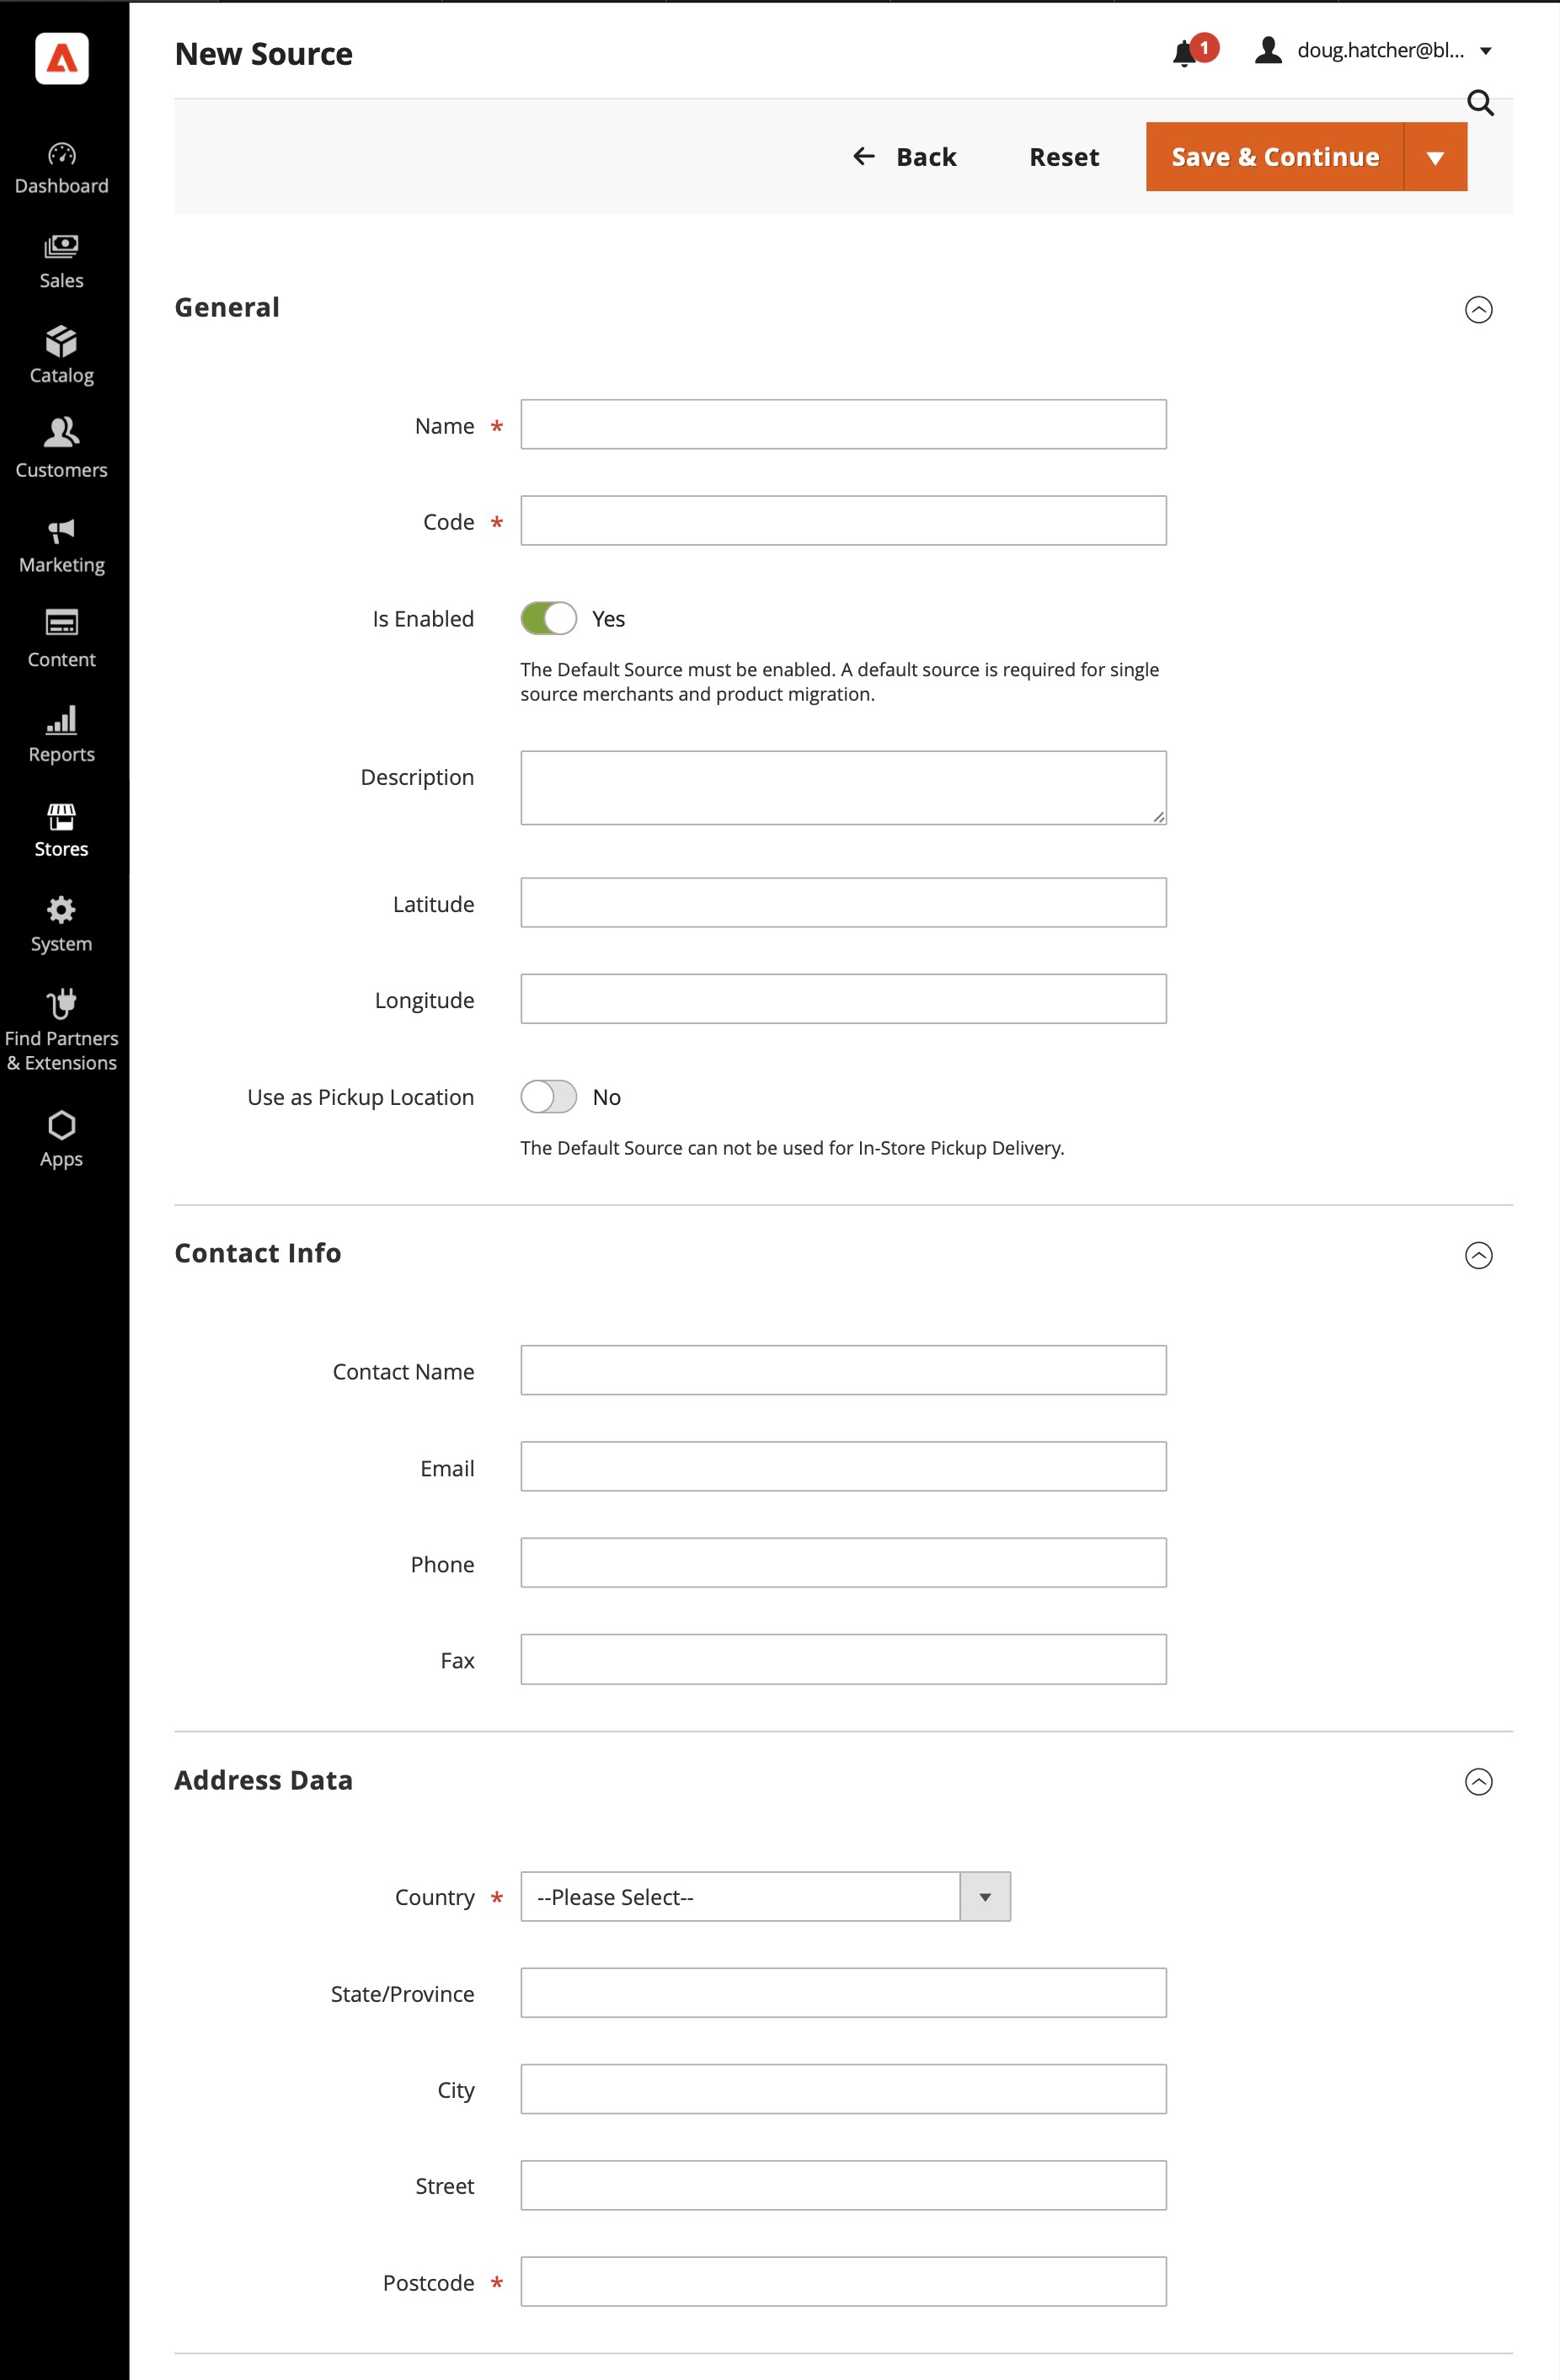 New Source
1
doug.hatcher@bl...
Back
Reset
Save & Continue
Dashboard
Sales
Catalog
Customers
Marketing
Content
Reports
Stores
System
Find Partners
& Extensions
Apps
General
Name *
Code *
Is Enabled
Yes
The Default Source must be enabled. A default source is required for single
source merchants and product migration.
Description
Latitude
Longitude
Use as Pickup Location
No
The Default Source can not be used for In-Store Pickup Delivery.
Contact Info
Contact Name
Email
Phone
Fax
Address Data
Country *
--Please Select--
State/Province
City
Street
Postcode *